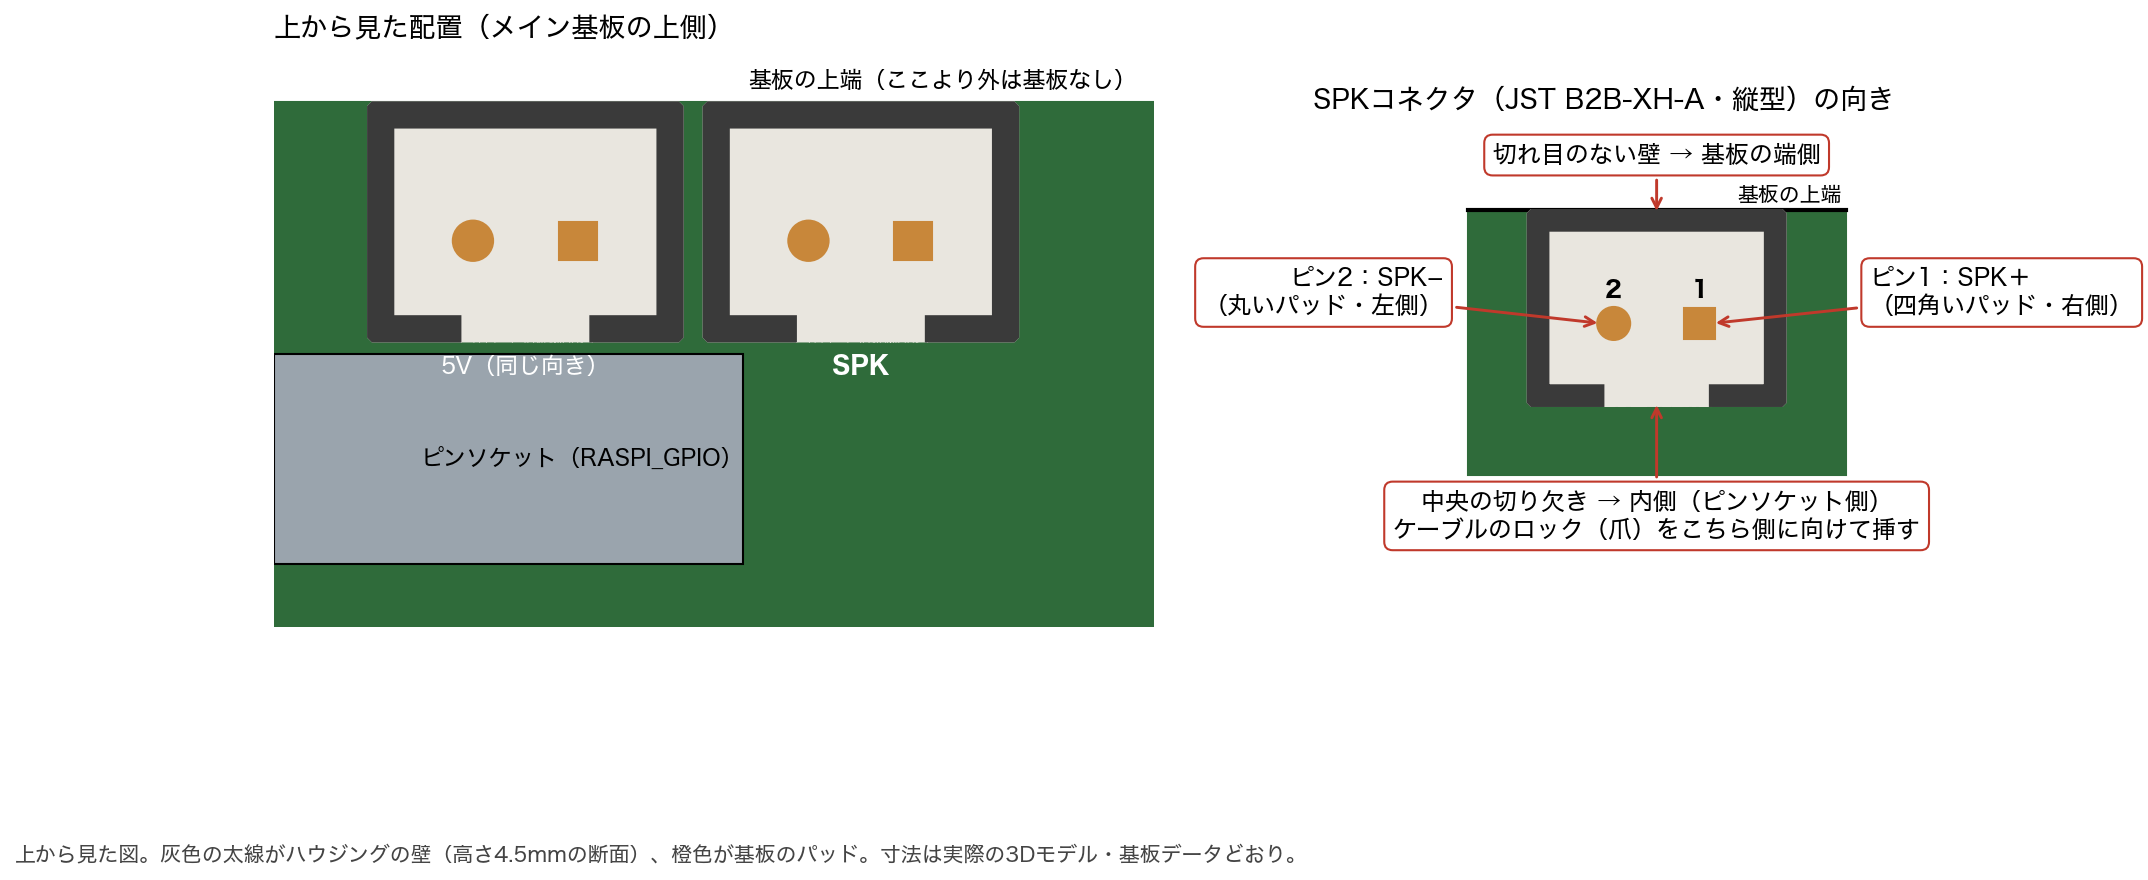 上から見た配置（メイン基板の上側）
基板の上端（ここより外は基板なし）
5V（同じ向き）
SPK
ピンソケット（RASPI_GPIO）
SPKコネクタ（JST B2B-XH-A・縦型）の向き
切れ目のない壁 → 基板の端側
基板の上端
ピン2：SPK−
（丸いパッド・左側）
2
1
ピン1：SPK＋
（四角いパッド・右側）
中央の切り欠き → 内側（ピンソケット側）
ケーブルのロック（爪）をこちら側に向けて挿す
上から見た図。灰色の太線がハウジングの壁（高さ4.5mmの断面）、橙色が基板のパッド。寸法は実際の3Dモデル・基板データどおり。